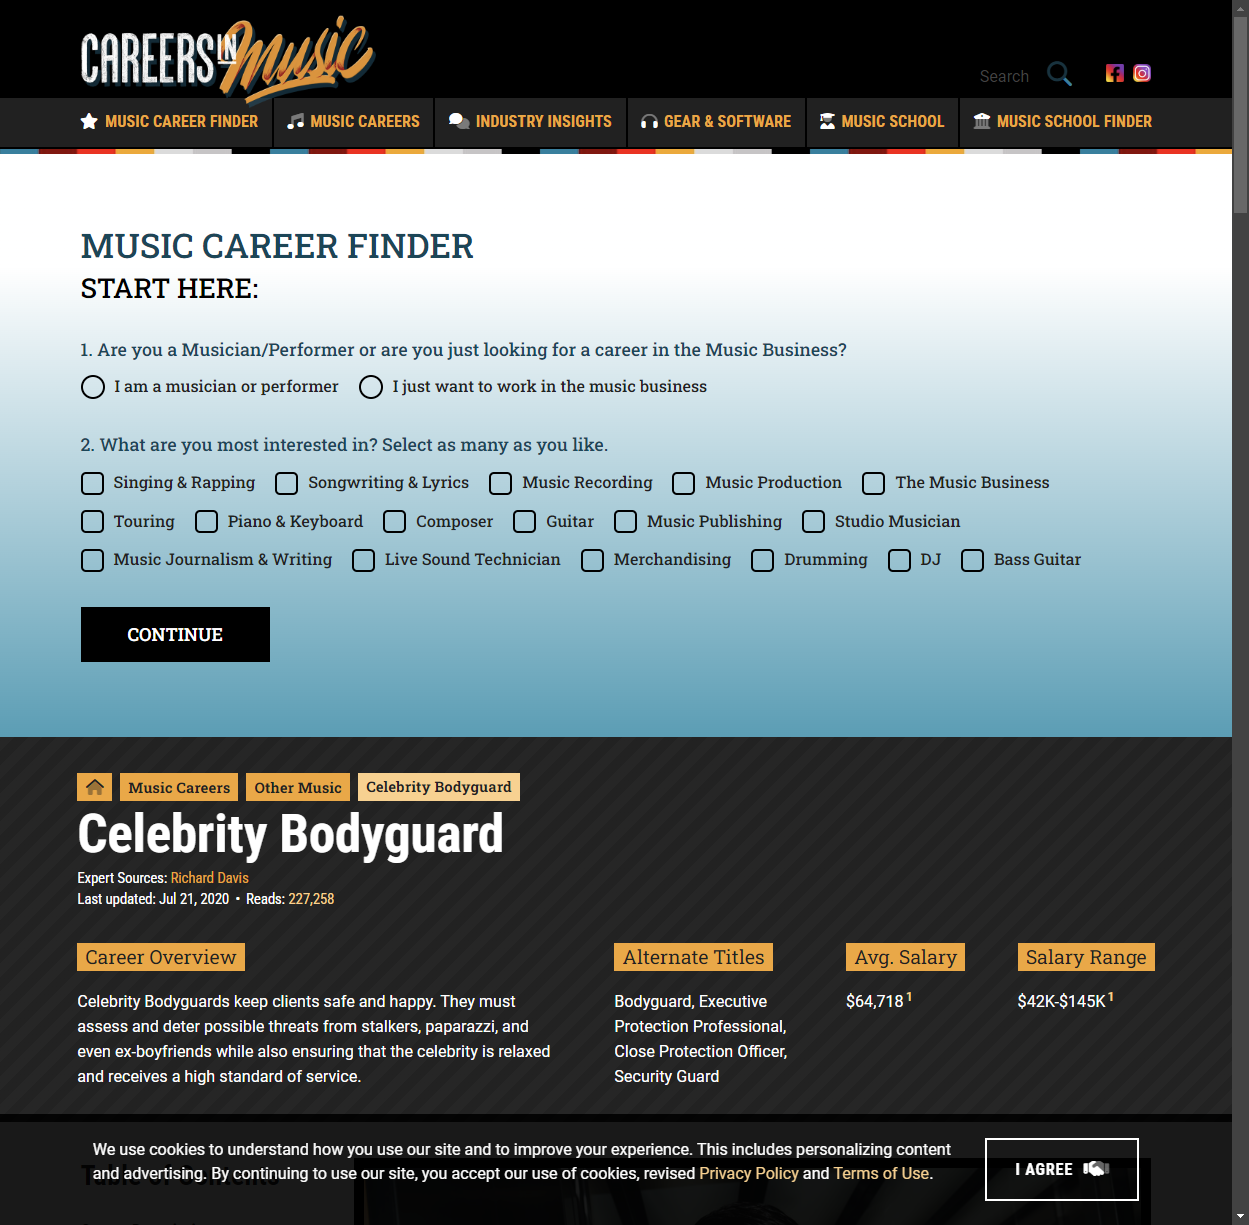 CAREERS IN Music
Search
MUSIC CAREER FINDER
MUSIC CAREERS
INDUSTRY INSIGHTS
GEAR & SOFTWARE
MUSIC SCHOOL
MUSIC SCHOOL FINDER
MUSIC CAREER FINDER
START HERE:
1. Are you a Musician/Performer or are you just looking for a career in the Music Business?
I am a musician or performer
I just want to work in the music business
2. What are you most interested in? Select as many as you like.
Singing & Rapping
Songwriting & Lyrics
Music Recording
Music Production
The Music Business
Touring
Piano & Keyboard
Composer
Guitar
Music Publishing
Studio Musician
Music Journalism & Writing
Live Sound Technician
Merchandising
Drumming
DJ
Bass Guitar
CONTINUE
Music Careers
Other Music
Celebrity Bodyguard
Celebrity Bodyguard
Expert Sources: Richard Davis
Last updated: Jul 21, 2020 • Reads: 227,258
Career Overview
Celebrity Bodyguards keep clients safe and happy. They must
assess and deter possible threats from stalkers, paparazzi, and
even ex-boyfriends while also ensuring that the celebrity is relaxed
and receives a high standard of service.
Alternate Titles
Bodyguard, Executive
Protection Professional,
Close Protection Officer,
Security Guard
Avg. Salary
$64,718 1
Salary Range
$42K-$145K 1
We use cookies to understand how you use our site and to improve your experience. This includes personalizing content
and advertising. By continuing to use our site, you accept our use of cookies, revised Privacy Policy and Terms of Use.
I AGREE
Table of Contents